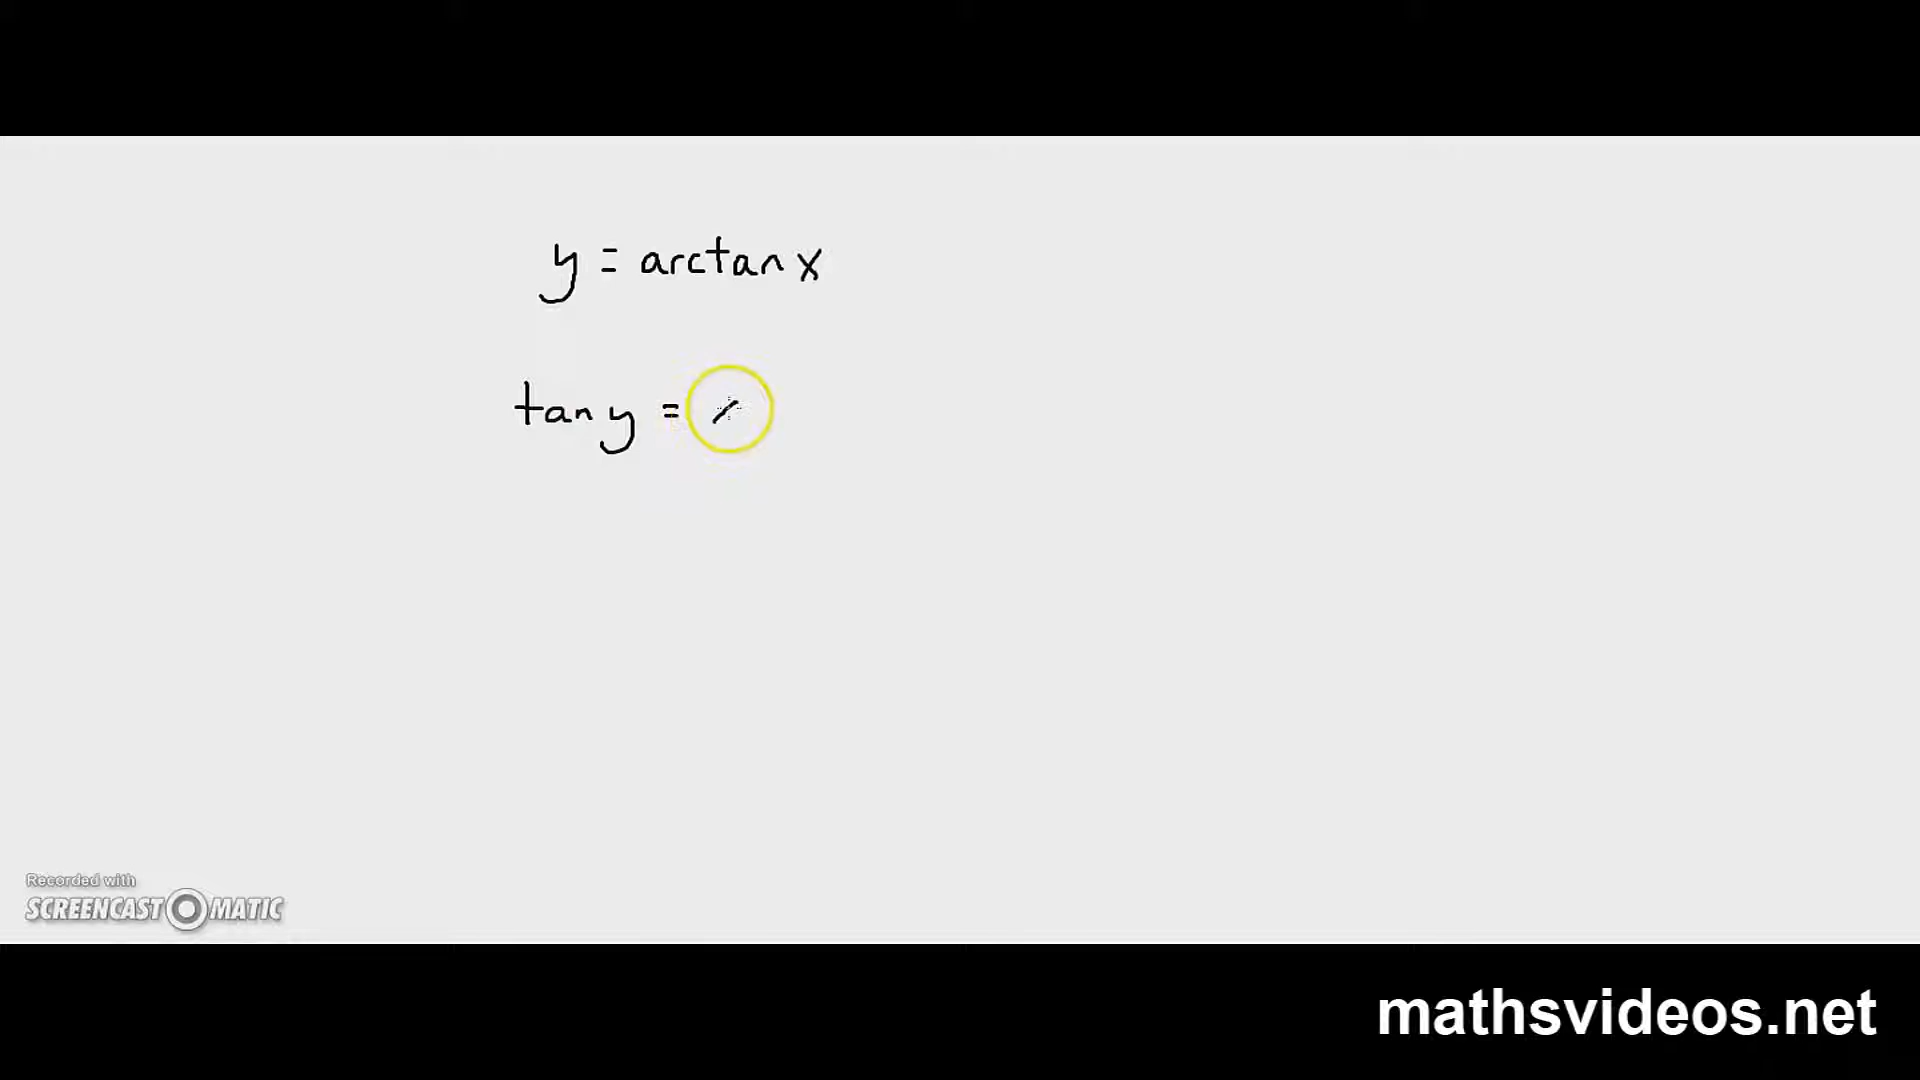 y = arctan x
tan y =
Recorded with
SCREENCAST-O-MATIC
mathsvideos.net